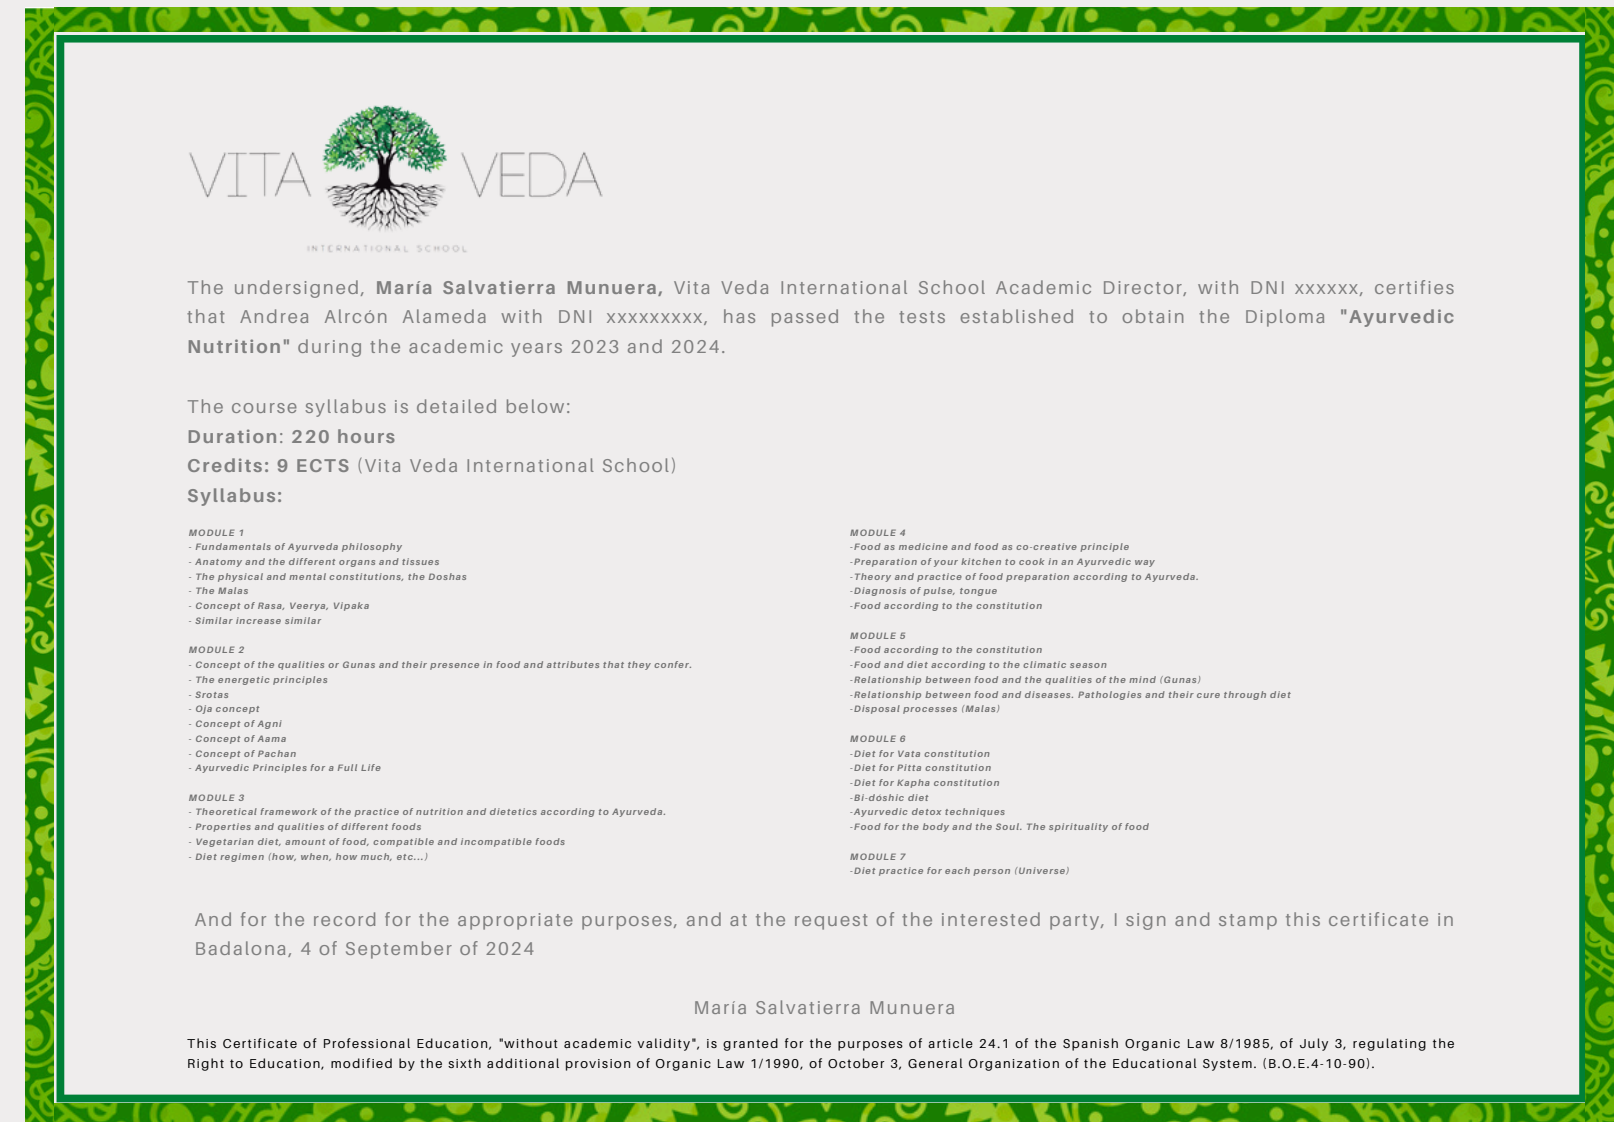 VITA VEDA
INTERNATIONAL SCHOOL
The undersigned, María Salvatierra Munuera, Vita Veda International School Academic Director, with DNI xxxxxx, certifies
that Andrea Alrcón Alameda with DNI xxxxxxxxx, has passed the tests established to obtain the Diploma "Ayurvedic
Nutrition" during the academic years 2023 and 2024.
The course syllabus is detailed below:
Duration: 220 hours
Credits: 9 ECTS (Vita Veda International School)
Syllabus:
MODULE 1
- Fundamentals of Ayurveda philosophy
- Anatomy and the different organs and tissues
- The physical and mental constitutions, the Doshas
- The Malas
- Concept of Rasa, Veerya, Vipaka
- Similar increase similar
MODULE 2
- Concept of the qualities or Gunas and their presence in food and attributes that they confer.
- The energetic principles
- Srotas
- Oja concept
- Concept of Agni
- Concept of Aama
- Concept of Pachan
- Ayurvedic Principles for a Full Life
MODULE 3
- Theoretical framework of the practice of nutrition and dietetics according to Ayurveda.
- Properties and qualities of different foods
- Vegetarian diet, amount of food, compatible and incompatible foods
- Diet regimen (how, when, how much, etc...)
MODULE 4
-Food as medicine and food as co-creative principle
-Preparation of your kitchen to cook in an Ayurvedic way
-Theory and practice of food preparation according to Ayurveda.
-Diagnosis of pulse, tongue
-Food according to the constitution
MODULE 5
-Food according to the constitution
-Food and diet according to the climatic season
-Relationship between food and the qualities of the mind (Gunas)
-Relationship between food and diseases. Pathologies and their cure through diet
-Disposal processes (Malas)
MODULE 6
-Diet for Vata constitution
-Diet for Pitta constitution
-Diet for Kapha constitution
-Bi-dóshic diet
-Ayurvedic detox techniques
-Food for the body and the Soul. The spirituality of food
MODULE 7
-Diet practice for each person (Universe)
And for the record for the appropriate purposes, and at the request of the interested party, I sign and stamp this certificate in
Badalona, 4 of September of 2024
María Salvatierra Munuera
This Certificate of Professional Education, "without academic validity", is granted for the purposes of article 24.1 of the Spanish Organic Law 8/1985, of July 3, regulating the
Right to Education, modified by the sixth additional provision of Organic Law 1/1990, of October 3, General Organization of the Educational System. (B.O.E.4-10-90).